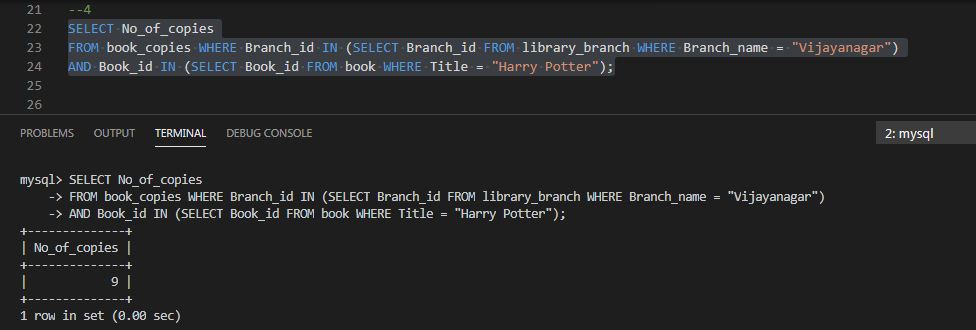 21 --4
22 SELECT No_of_copies
23 FROM book_copies WHERE Branch_id IN (SELECT Branch_id FROM library_branch WHERE Branch_name = "Vijayanagar")
24 AND Book_id IN (SELECT Book_id FROM book WHERE Title = "Harry Potter");
25
26
PROBLEMS OUTPUT TERMINAL DEBUG CONSOLE 2: mysql
mysql> SELECT No_of_copies
    -> FROM book_copies WHERE Branch_id IN (SELECT Branch_id FROM library_branch WHERE Branch_name = "Vijayanagar")
    -> AND Book_id IN (SELECT Book_id FROM book WHERE Title = "Harry Potter");
+--------------+
| No_of_copies |
+--------------+
|            9 |
+--------------+
1 row in set (0.00 sec)